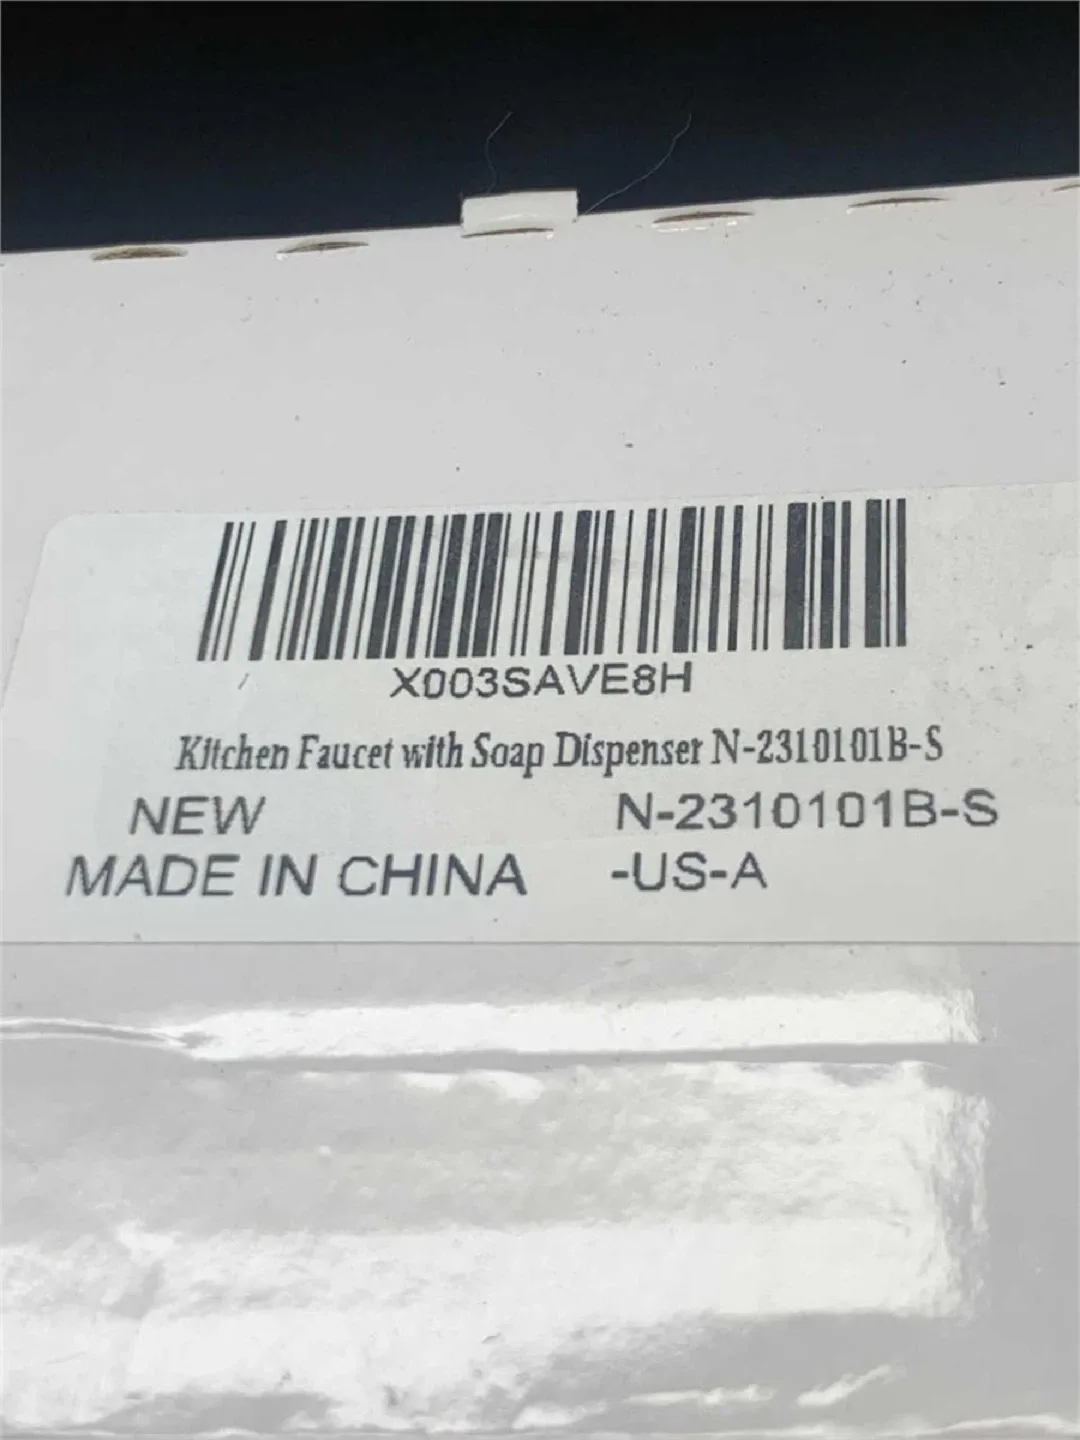 X003SAVE8H
Kitchen Faucet with Soap Dispenser N-2310101B-S
NEW N-2310101B-S
MADE IN CHINA -US-A